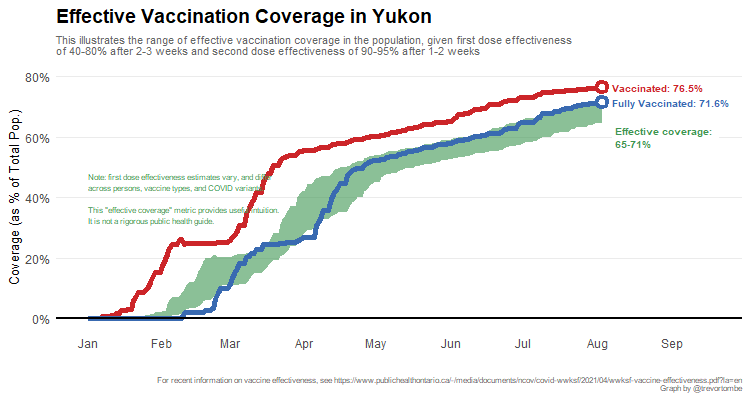 Effective Vaccination Coverage in Yukon
This illustrates the range of effective vaccination coverage in the population, given first dose effectiveness
of 40-80% after 2-3 weeks and second dose effectiveness of 90-95% after 1-2 weeks
Coverage (as % of Total Pop.)
80%
60%
40%
20%
0%
Vaccinated: 76.5%
Fully Vaccinated: 71.6%
Effective coverage:
65-71%
Note: first dose effectiveness estimates vary, and differ
across persons, vaccine types, and COVID variants.
This "effective coverage" metric provides useful intuition.
It is not a rigorous public health guide.
Jan Feb Mar Apr May Jun Jul Aug Sep
For recent information on vaccine effectiveness, see https://www.publichealthontario.ca/-/media/documents/ncov/covid-wwksf/2021/04/wwksf-vaccine-effectiveness.pdf?la=en
Graph by @trevortombe